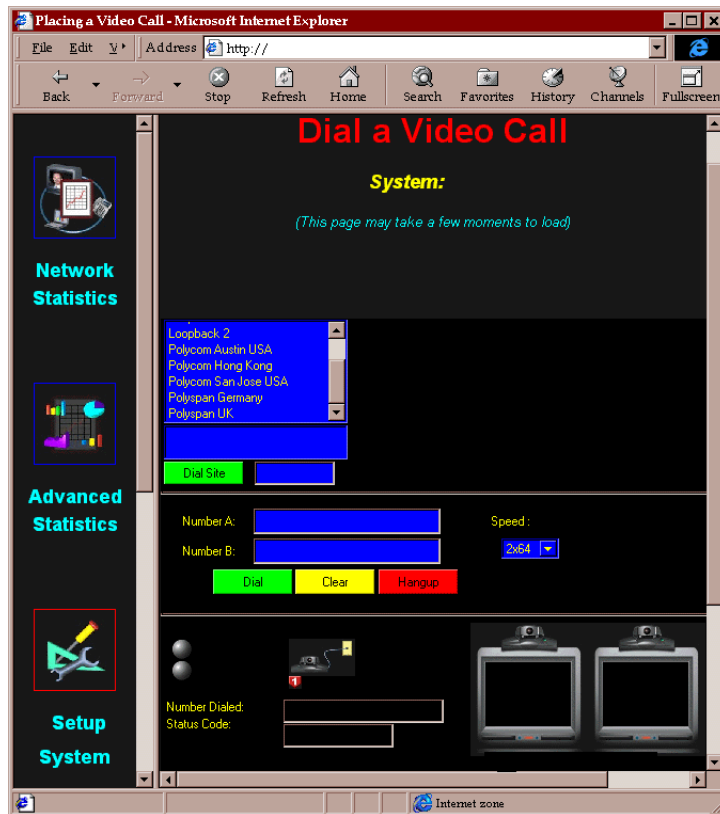 Placing a Video Call - Microsoft Internet Explorer
File Edit V Address http://
Back Forward Stop Refresh Home Search Favorites History Channels Fullscreen
Dial a Video Call
System:
(This page may take a few moments to load)
Network
Statistics
Loopback 2
Polycom Austin USA
Polycom Hong Kong
Polycom San Jose USA
Polyspan Germany
Polyspan UK
Dial Site
Advanced
Statistics
Number A:
Speed :
Number B:
2x64
Dial Clear Hangup
1
Number Dialed:
Status Code:
Setup
System
Internet zone